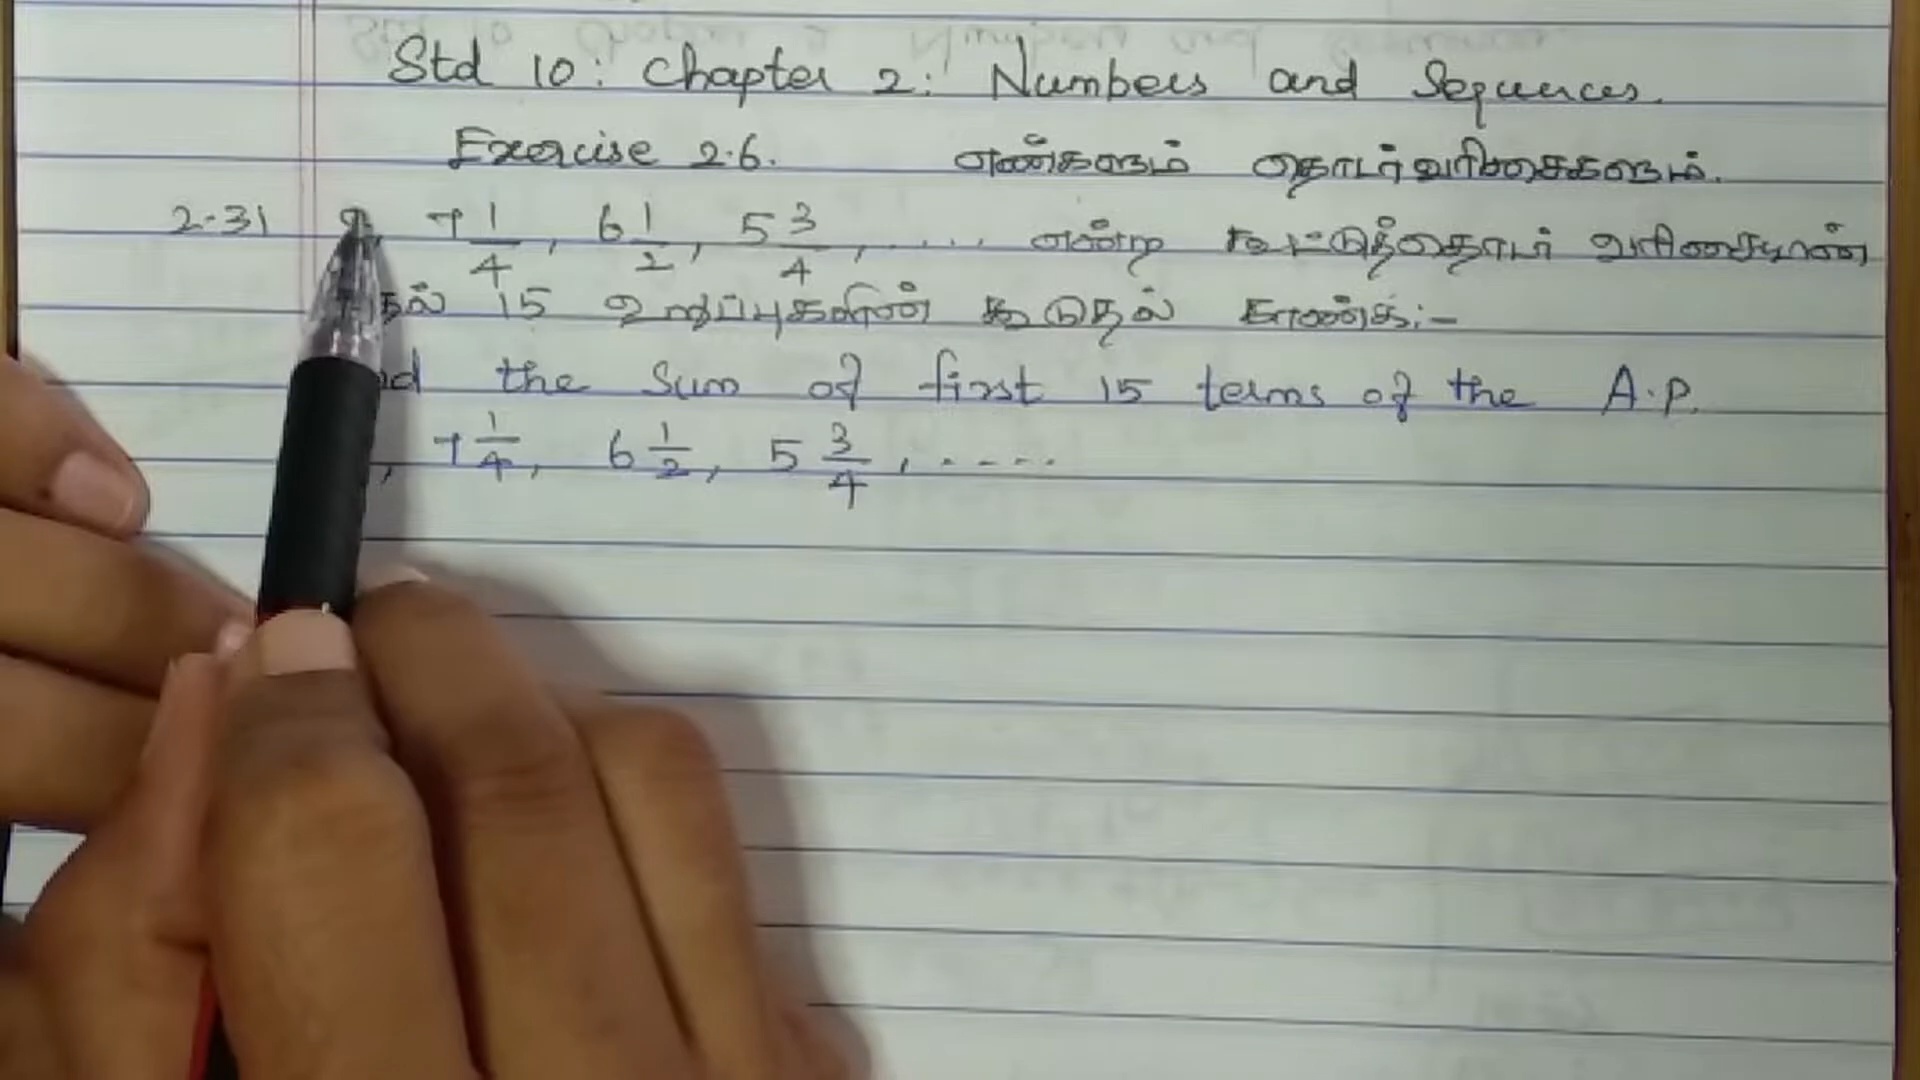 Std 10: Chapter 2: Numbers and Sequences.
Exercise 2.6. எண்களும் தொடர்வரிசைகளும்.
2.31 7 1/4, 6 1/2, 5 3/4, .... என்ற கூட்டுத்தொடர் வரிசையின்
15 உறுப்புகளின் கூடுதல் காண்க:-
the Sum of first 15 terms of the A.P.
, 7 1/4, 6 1/2, 5 3/4, .....